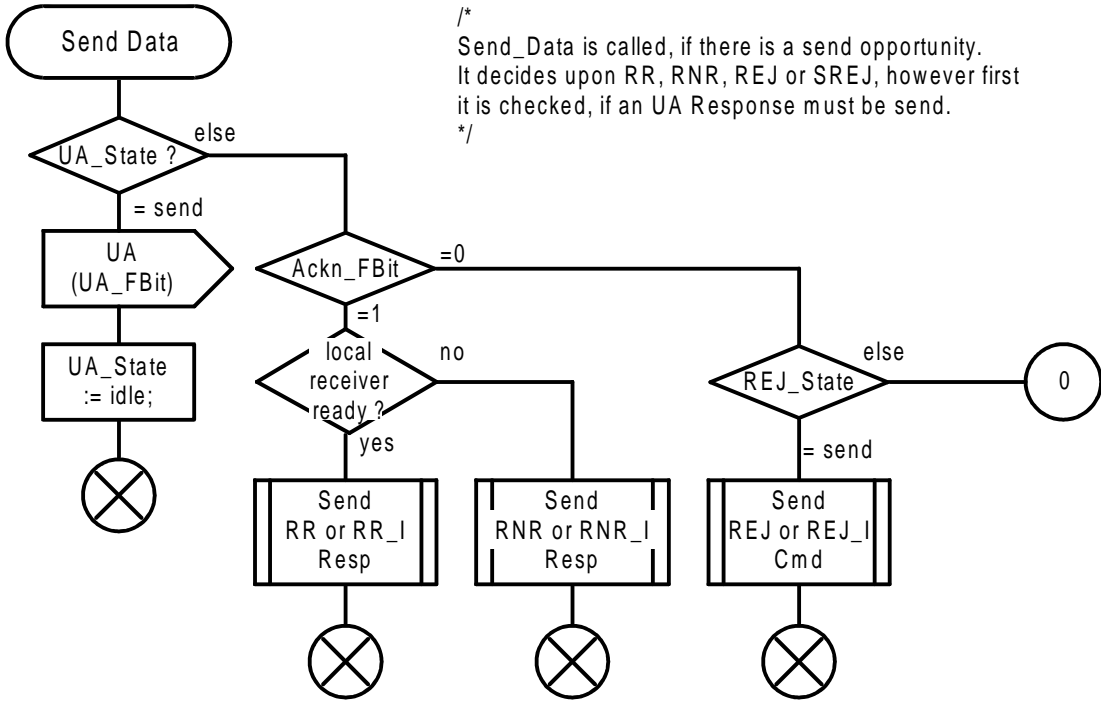 Send Data
/*
Send_Data is called, if there is a send opportunity.
It decides upon RR, RNR, REJ or SREJ, however first
it is checked, if an UA Response must be send.
*/
UA_State ?
else
= send
UA
(UA_FBit)
UA_State
:= idle;
Ackn_FBit
=0
=1
local
receiver
ready ?
no
yes
Send
RR or RR_I
Resp
Send
RNR or RNR_I
Resp
REJ_State
else
0
= send
Send
REJ or REJ_I
Cmd